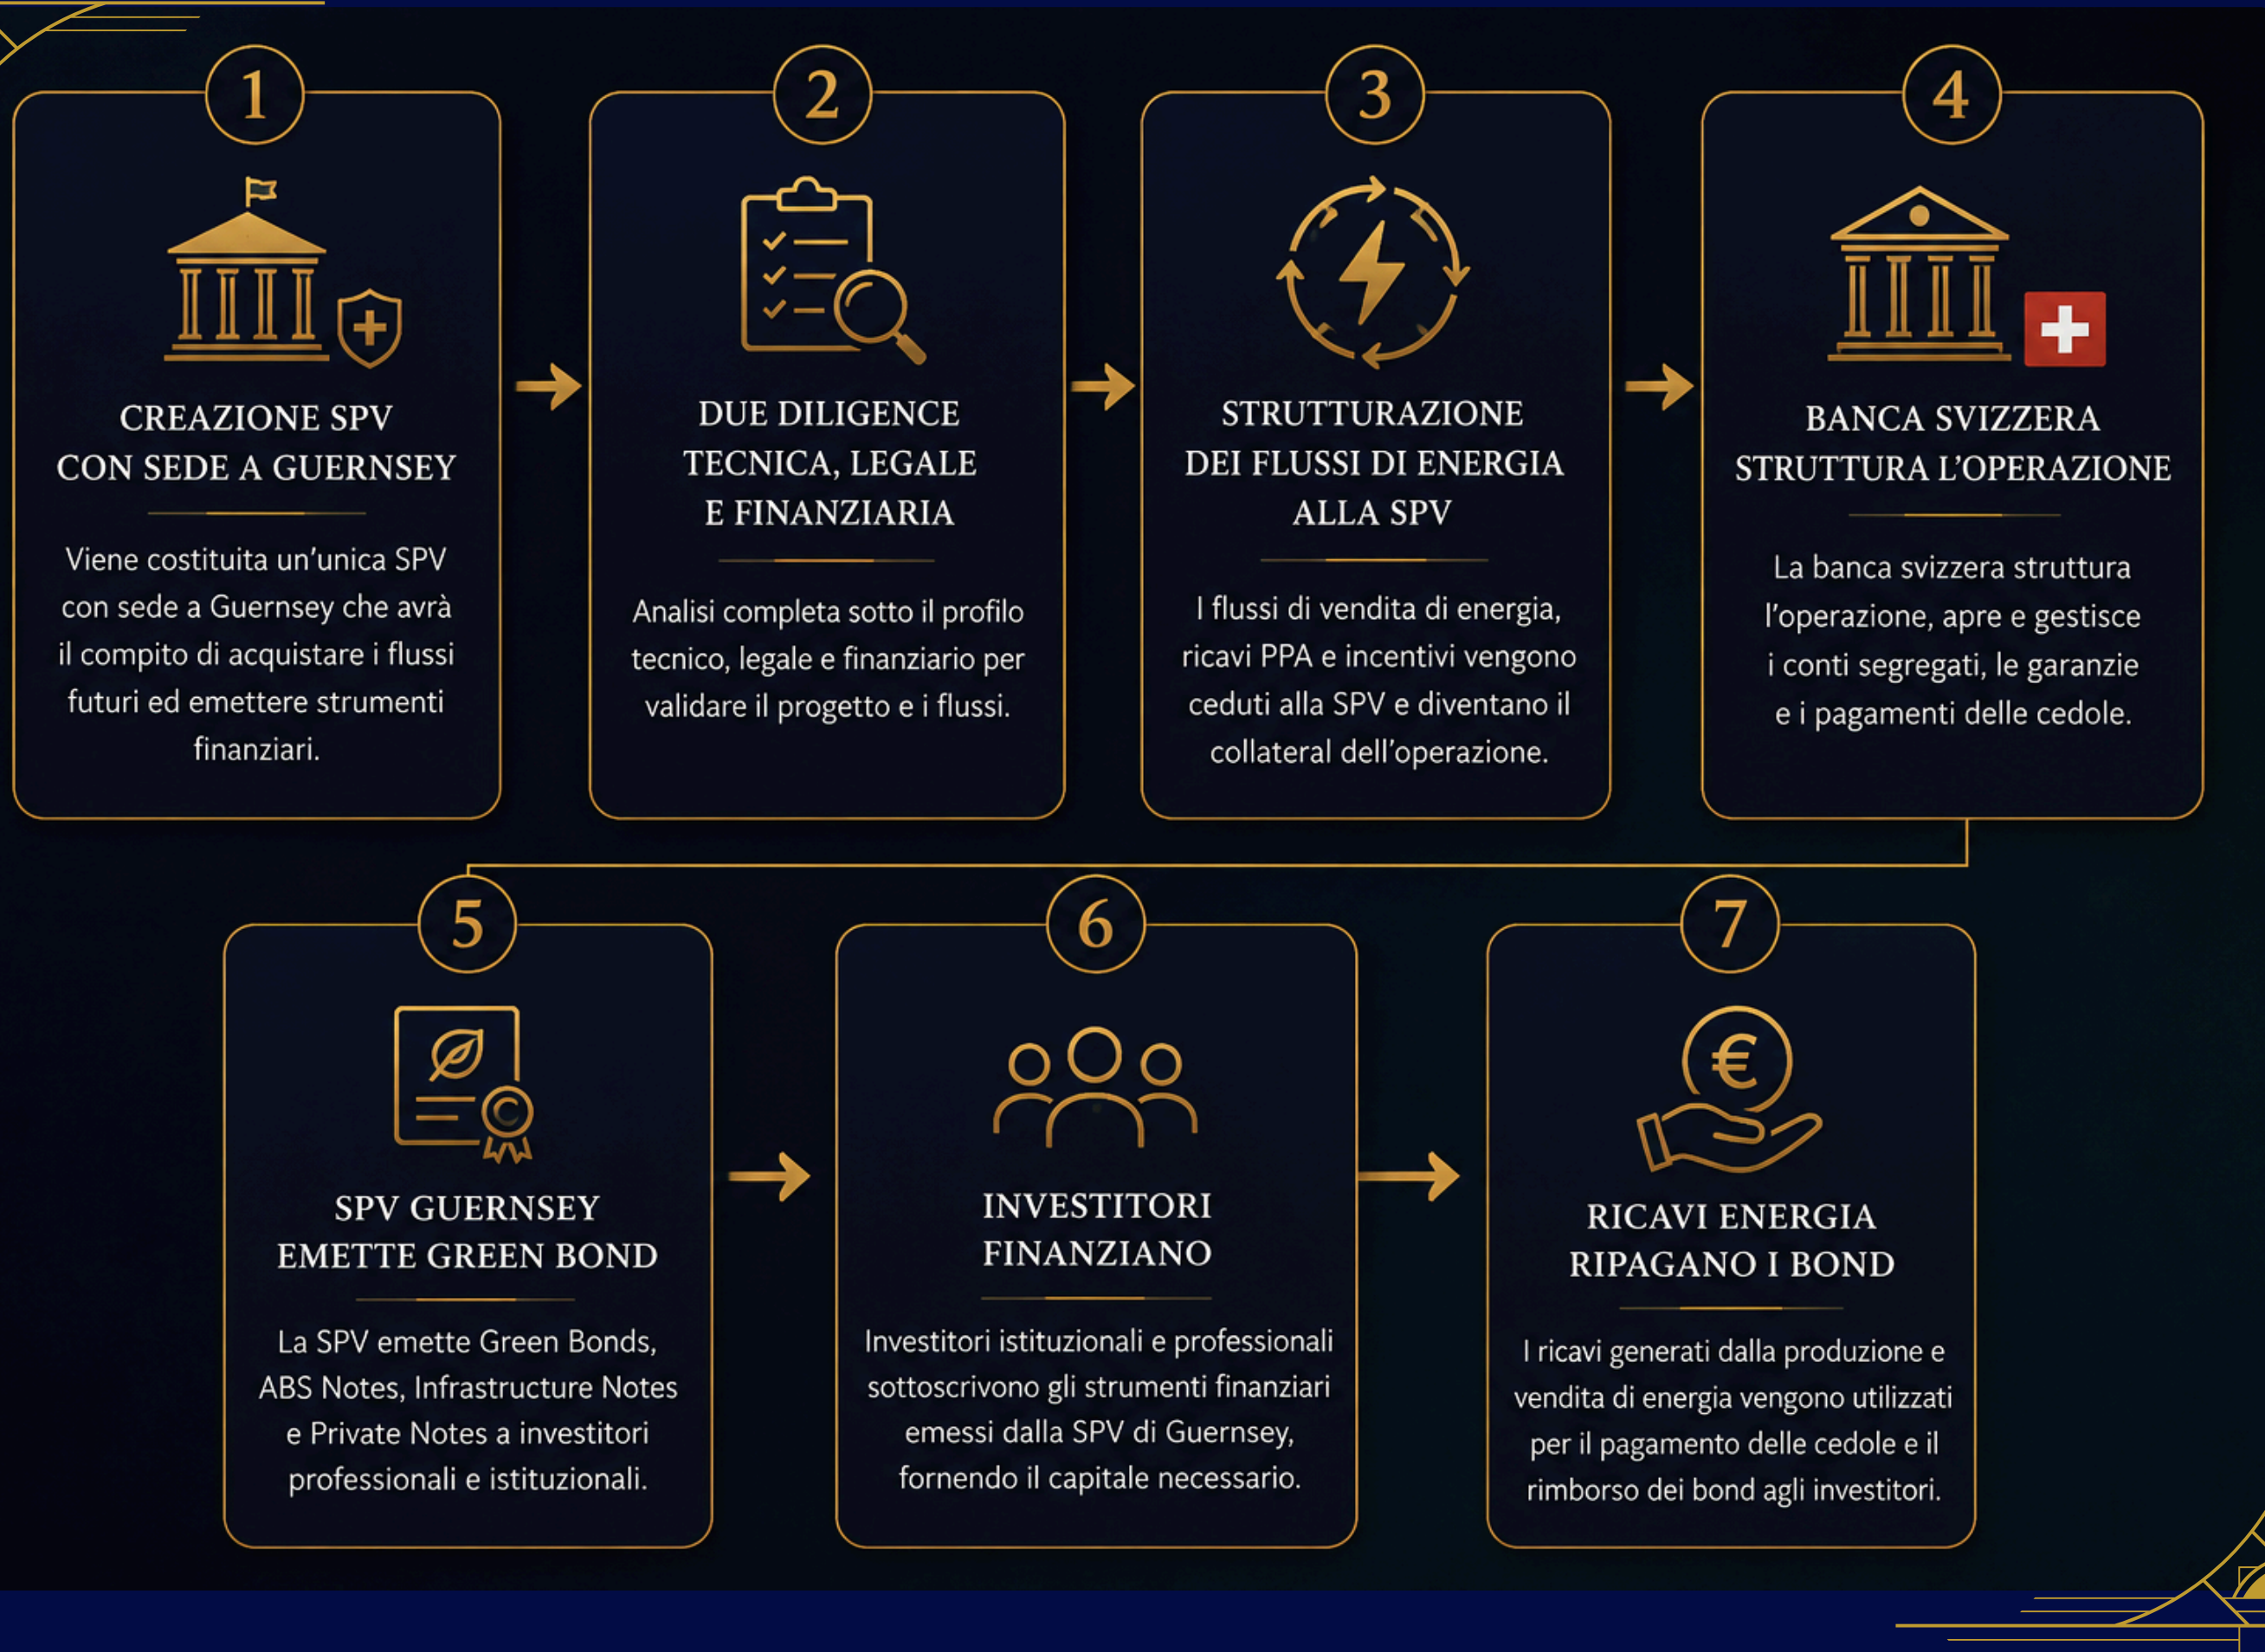 1
CREAZIONE SPV
CON SEDE A GUERNSEY
Viene costituita un'unica SPV
con sede a Guernsey che avrà
il compito di acquistare i flussi
futuri ed emettere strumenti
finanziari.
2
DUE DILIGENCE
TECNICA, LEGALE
E FINANZIARIA
Analisi completa sotto il profilo
tecnico, legale e finanziario per
validare il progetto e i flussi.
3
STRUTTURAZIONE
DEI FLUSSI DI ENERGIA
ALLA SPV
I flussi di vendita di energia,
ricavi PPA e incentivi vengono
ceduti alla SPV e diventano il
collateral dell'operazione.
4
BANCA SVIZZERA
STRUTTURA L'OPERAZIONE
La banca svizzera struttura
l'operazione, apre e gestisce
i conti segregati, le garanzie
e i pagamenti delle cedole.
5
SPV GUERNSEY
EMETTE GREEN BOND
La SPV emette Green Bonds,
ABS Notes, Infrastructure Notes
e Private Notes a investitori
professionali e istituzionali.
6
INVESTITORI
FINANZIANO
Investitori istituzionali e professionali
sottoscrivono gli strumenti finanziari
emessi dalla SPV di Guernsey,
fornendo il capitale necessario.
7
€
RICAVI ENERGIA
RIPAGANO I BOND
I ricavi generati dalla produzione e
vendita di energia vengono utilizzati
per il pagamento delle cedole e il
rimborso dei bond agli investitori.